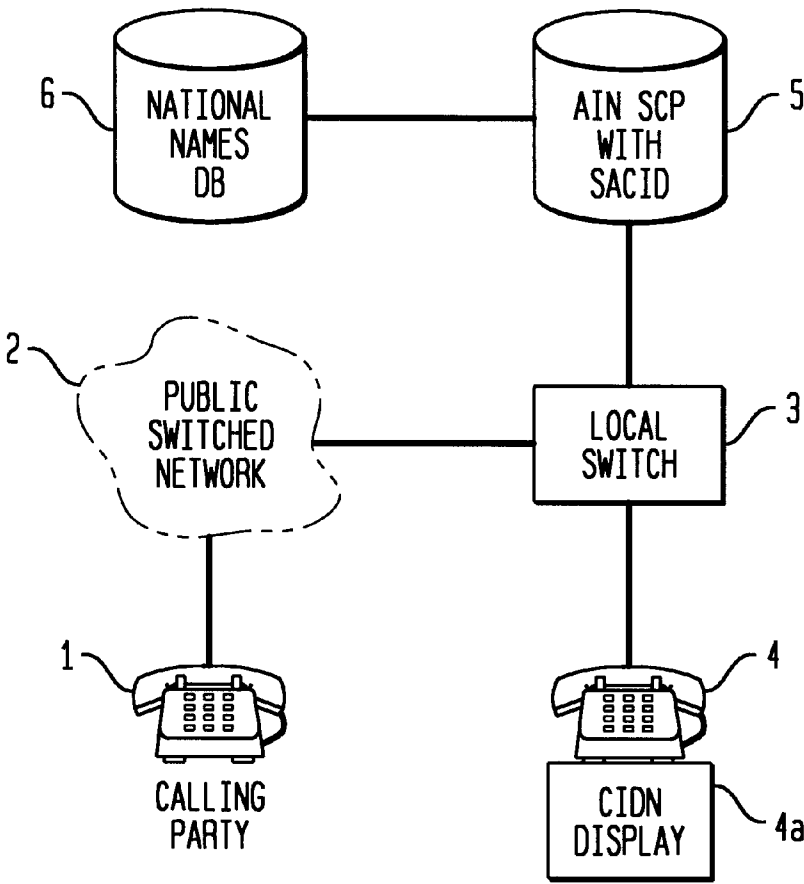 6
NATIONAL
NAMES
DB
AIN SCP
WITH
SACID
5
2
PUBLIC
SWITCHED
NETWORK
LOCAL
SWITCH
3
1
CALLING
PARTY
4
CIDN
DISPLAY
4a